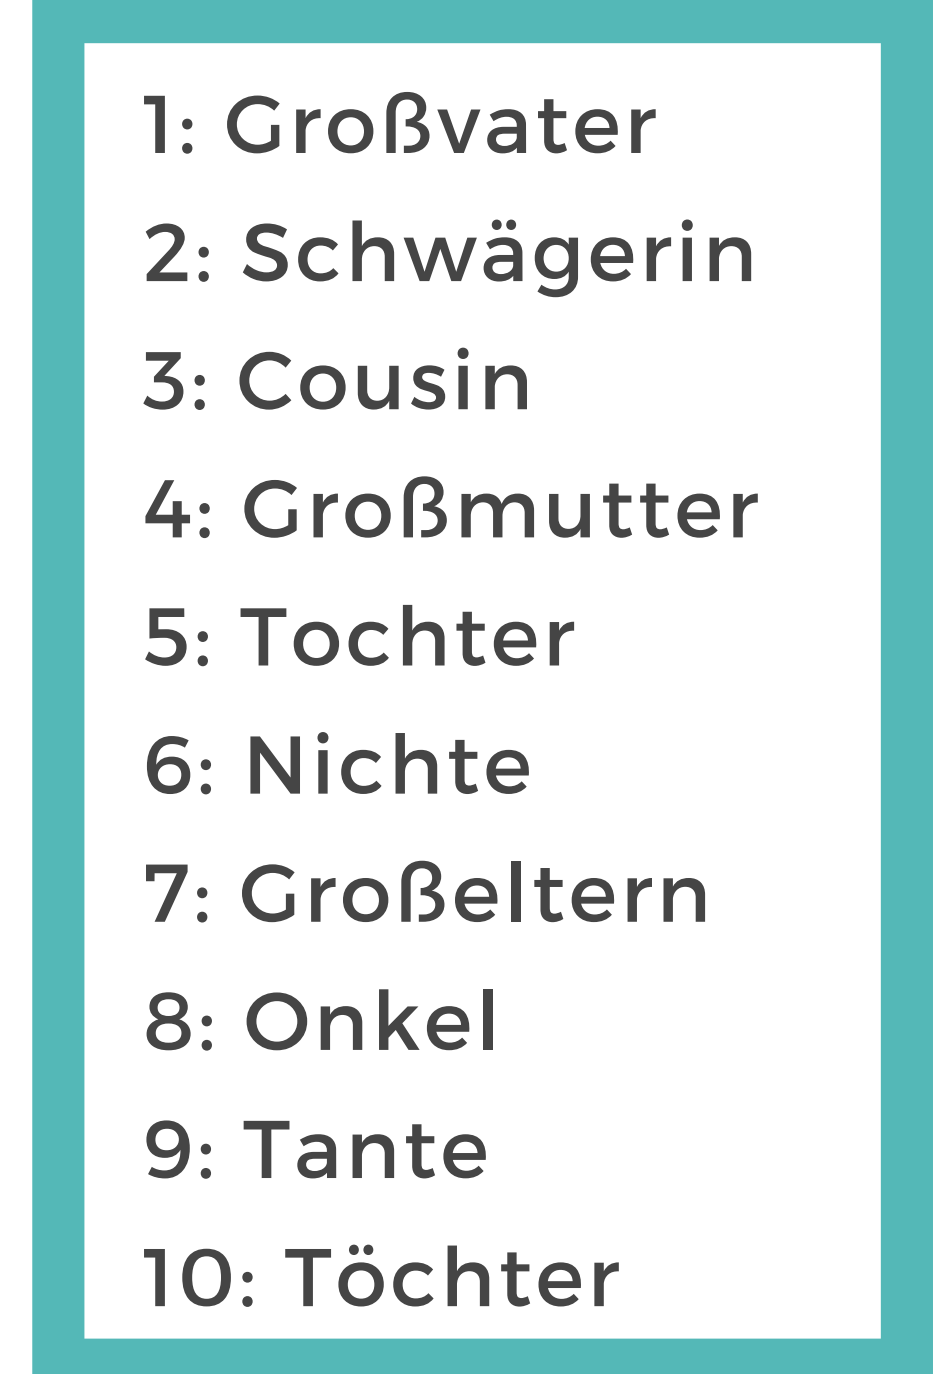 1: Großvater
2: Schwägerin
3: Cousin
4: Großmutter
5: Tochter
6: Nichte
7: Großeltern
8: Onkel
9: Tante
10: Töchter